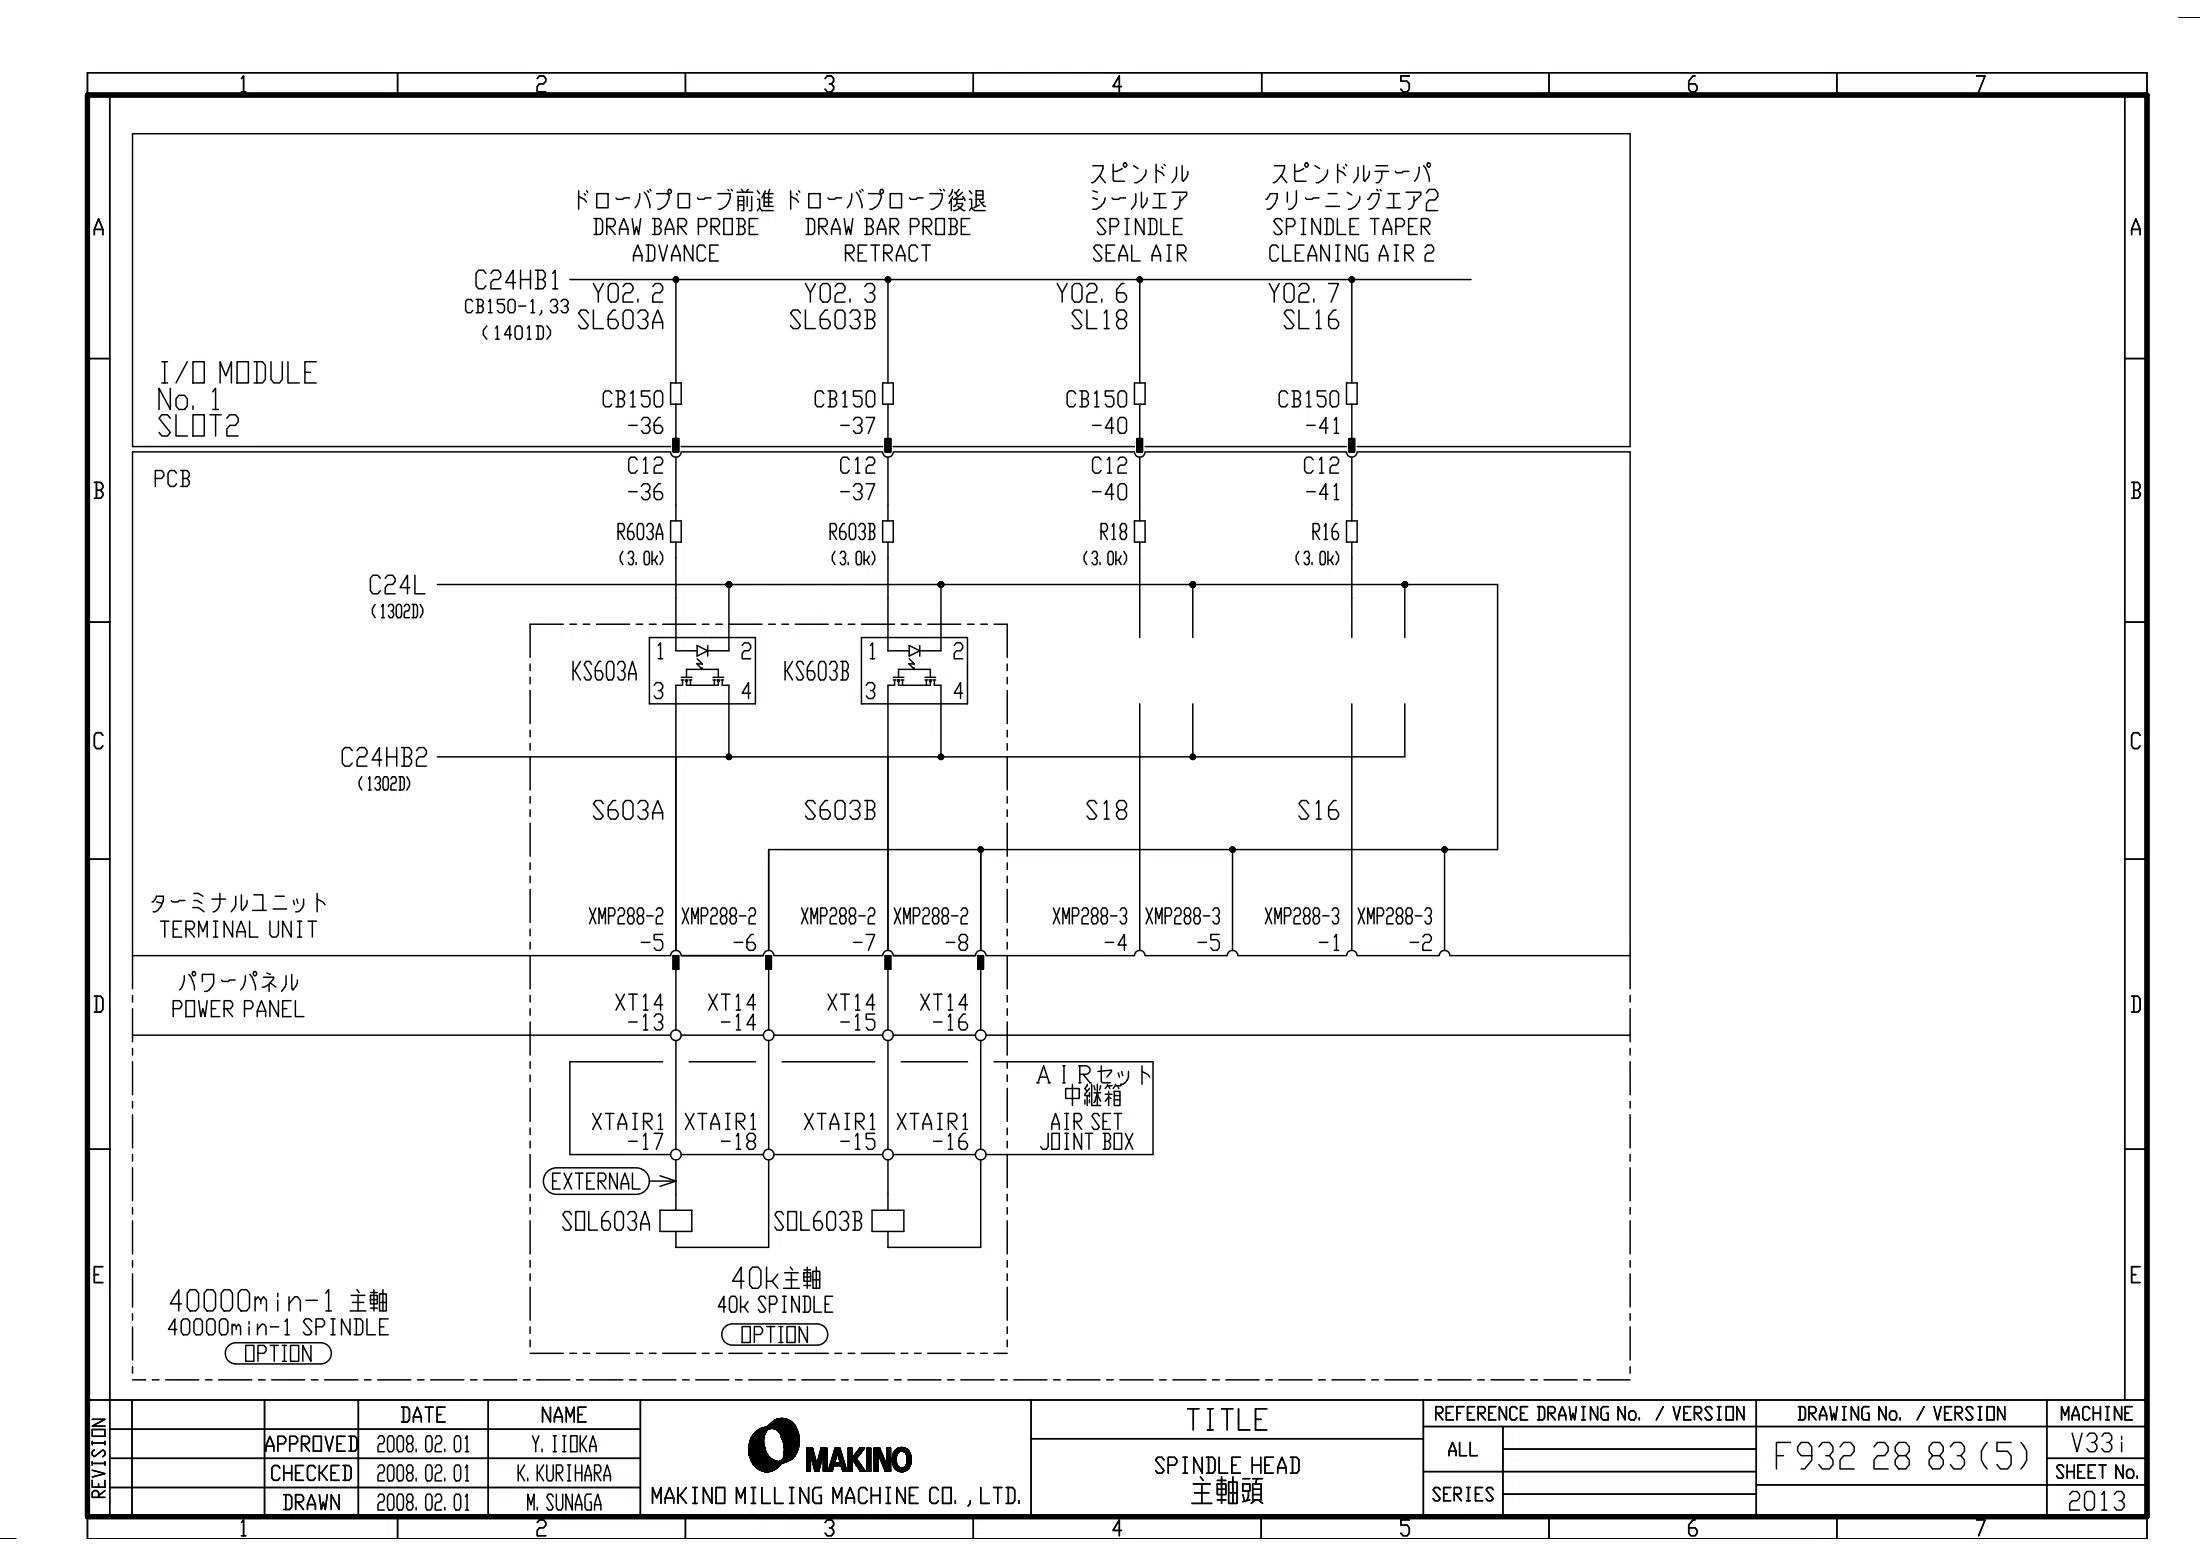 1 2 3 4 5 6 7
A A
B B
C C
D D
E E
ドローバプローブ前進
DRAW BAR PROBE
ADVANCE
ドローバプローブ後退
DRAW BAR PROBE
RETRACT
スピンドル
シールエア
SPINDLE
SEAL AIR
スピンドルテーパ
クリーニングエア2
SPINDLE TAPER
CLEANING AIR 2
C24HB1
CB150-1,33
(1401D)
Y02.2
SL603A
Y02.3
SL603B
Y02.6
SL18
Y02.7
SL16
I/O MODULE
No. 1
SLOT2
CB150
-36
CB150
-37
CB150
-40
CB150
-41
PCB
C12
-36
C12
-37
C12
-40
C12
-41
R603A
(3.0k)
R603B
(3.0k)
R18
(3.0k)
R16
(3.0k)
C24L
(1302D)
KS603A
1 2
3 4
KS603B
1 2
3 4
C24HB2
(1302D)
S603A
S603B
S18
S16
ターミナルユニット
TERMINAL UNIT
XMP288-2
-5
XMP288-2
-6
XMP288-2
-7
XMP288-2
-8
XMP288-3
-4
XMP288-3
-5
XMP288-3
-1
XMP288-3
-2
パワーパネル
POWER PANEL
XT14
-13
XT14
-14
XT14
-15
XT14
-16
AIRセット
中継箱
AIR SET
JOINT BOX
XTAIR1
-17
XTAIR1
-18
XTAIR1
-15
XTAIR1
-16
EXTERNAL
SOL603A
SOL603B
40k主軸
40k SPINDLE
OPTION
40000min-1 主軸
40000min-1 SPINDLE
OPTION
REVISION
DATE NAME
APPROVED 2008.02.01 Y. IIOKA
CHECKED 2008.02.01 K. KURIHARA
DRAWN 2008.02.01 M. SUNAGA
MAKINO
MAKINO MILLING MACHINE CO.,LTD.
TITLE
SPINDLE HEAD
主軸頭
REFERENCE DRAWING No. / VERSION
ALL
SERIES
DRAWING No. / VERSION
F932 28 83(5)
MACHINE
V33i
SHEET No.
2013
1 2 3 4 5 6 7